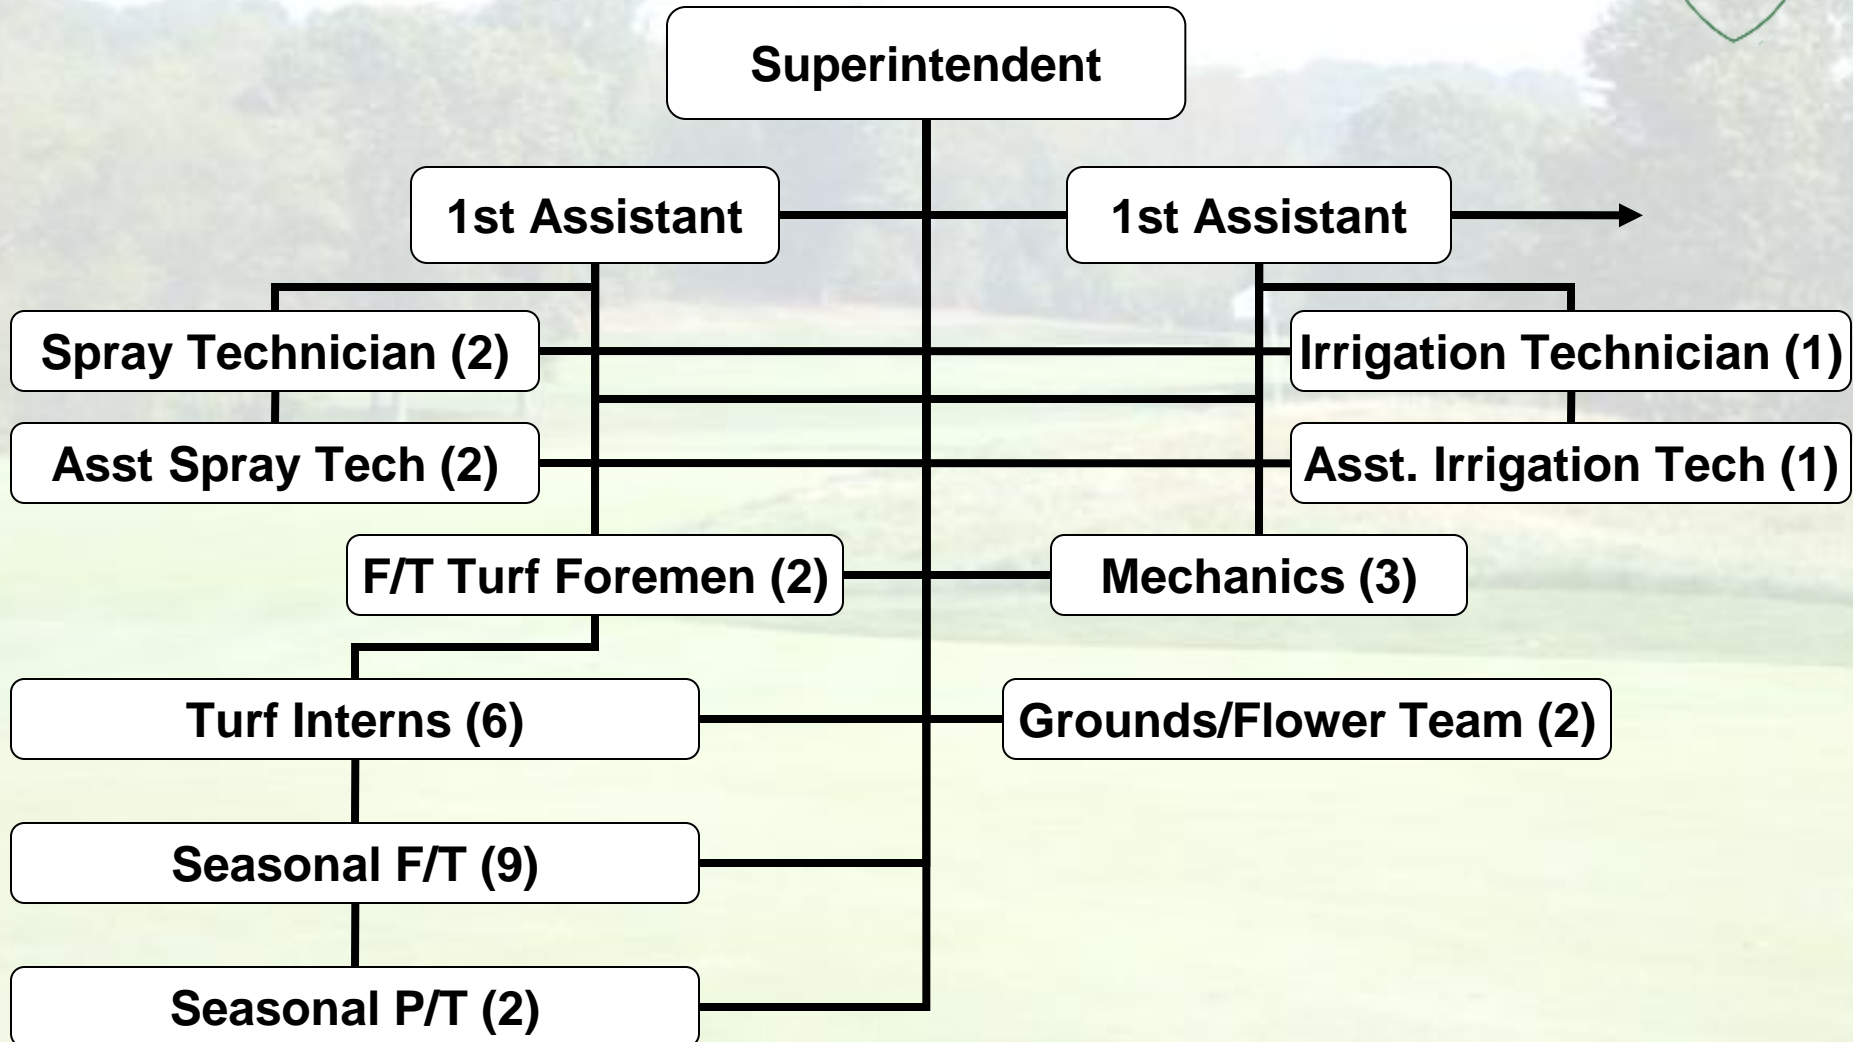 Superintendent
1st Assistant
1st Assistant
Spray Technician (2)
Irrigation Technician (1)
Asst Spray Tech (2)
Asst. Irrigation Tech (1)
F/T Turf Foremen (2)
Mechanics (3)
Turf Interns (6)
Grounds/Flower Team (2)
Seasonal F/T (9)
Seasonal P/T (2)